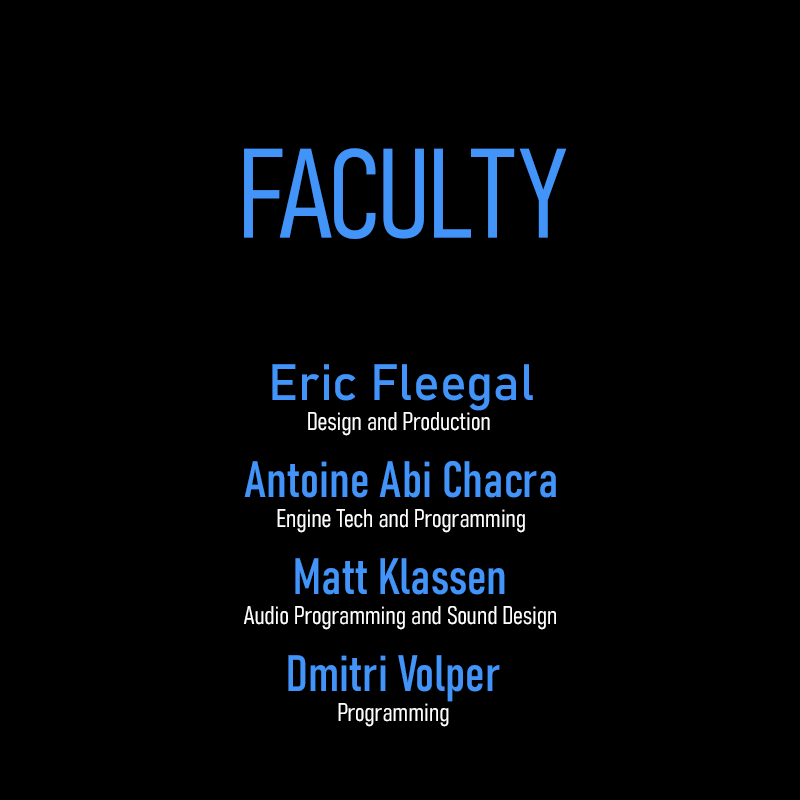 FACULTY
Eric Fleegal
Design and Production
Antoine Abi Chacra
Engine Tech and Programming
Matt Klassen
Audio Programming and Sound Design
Dmitri Volper
Programming